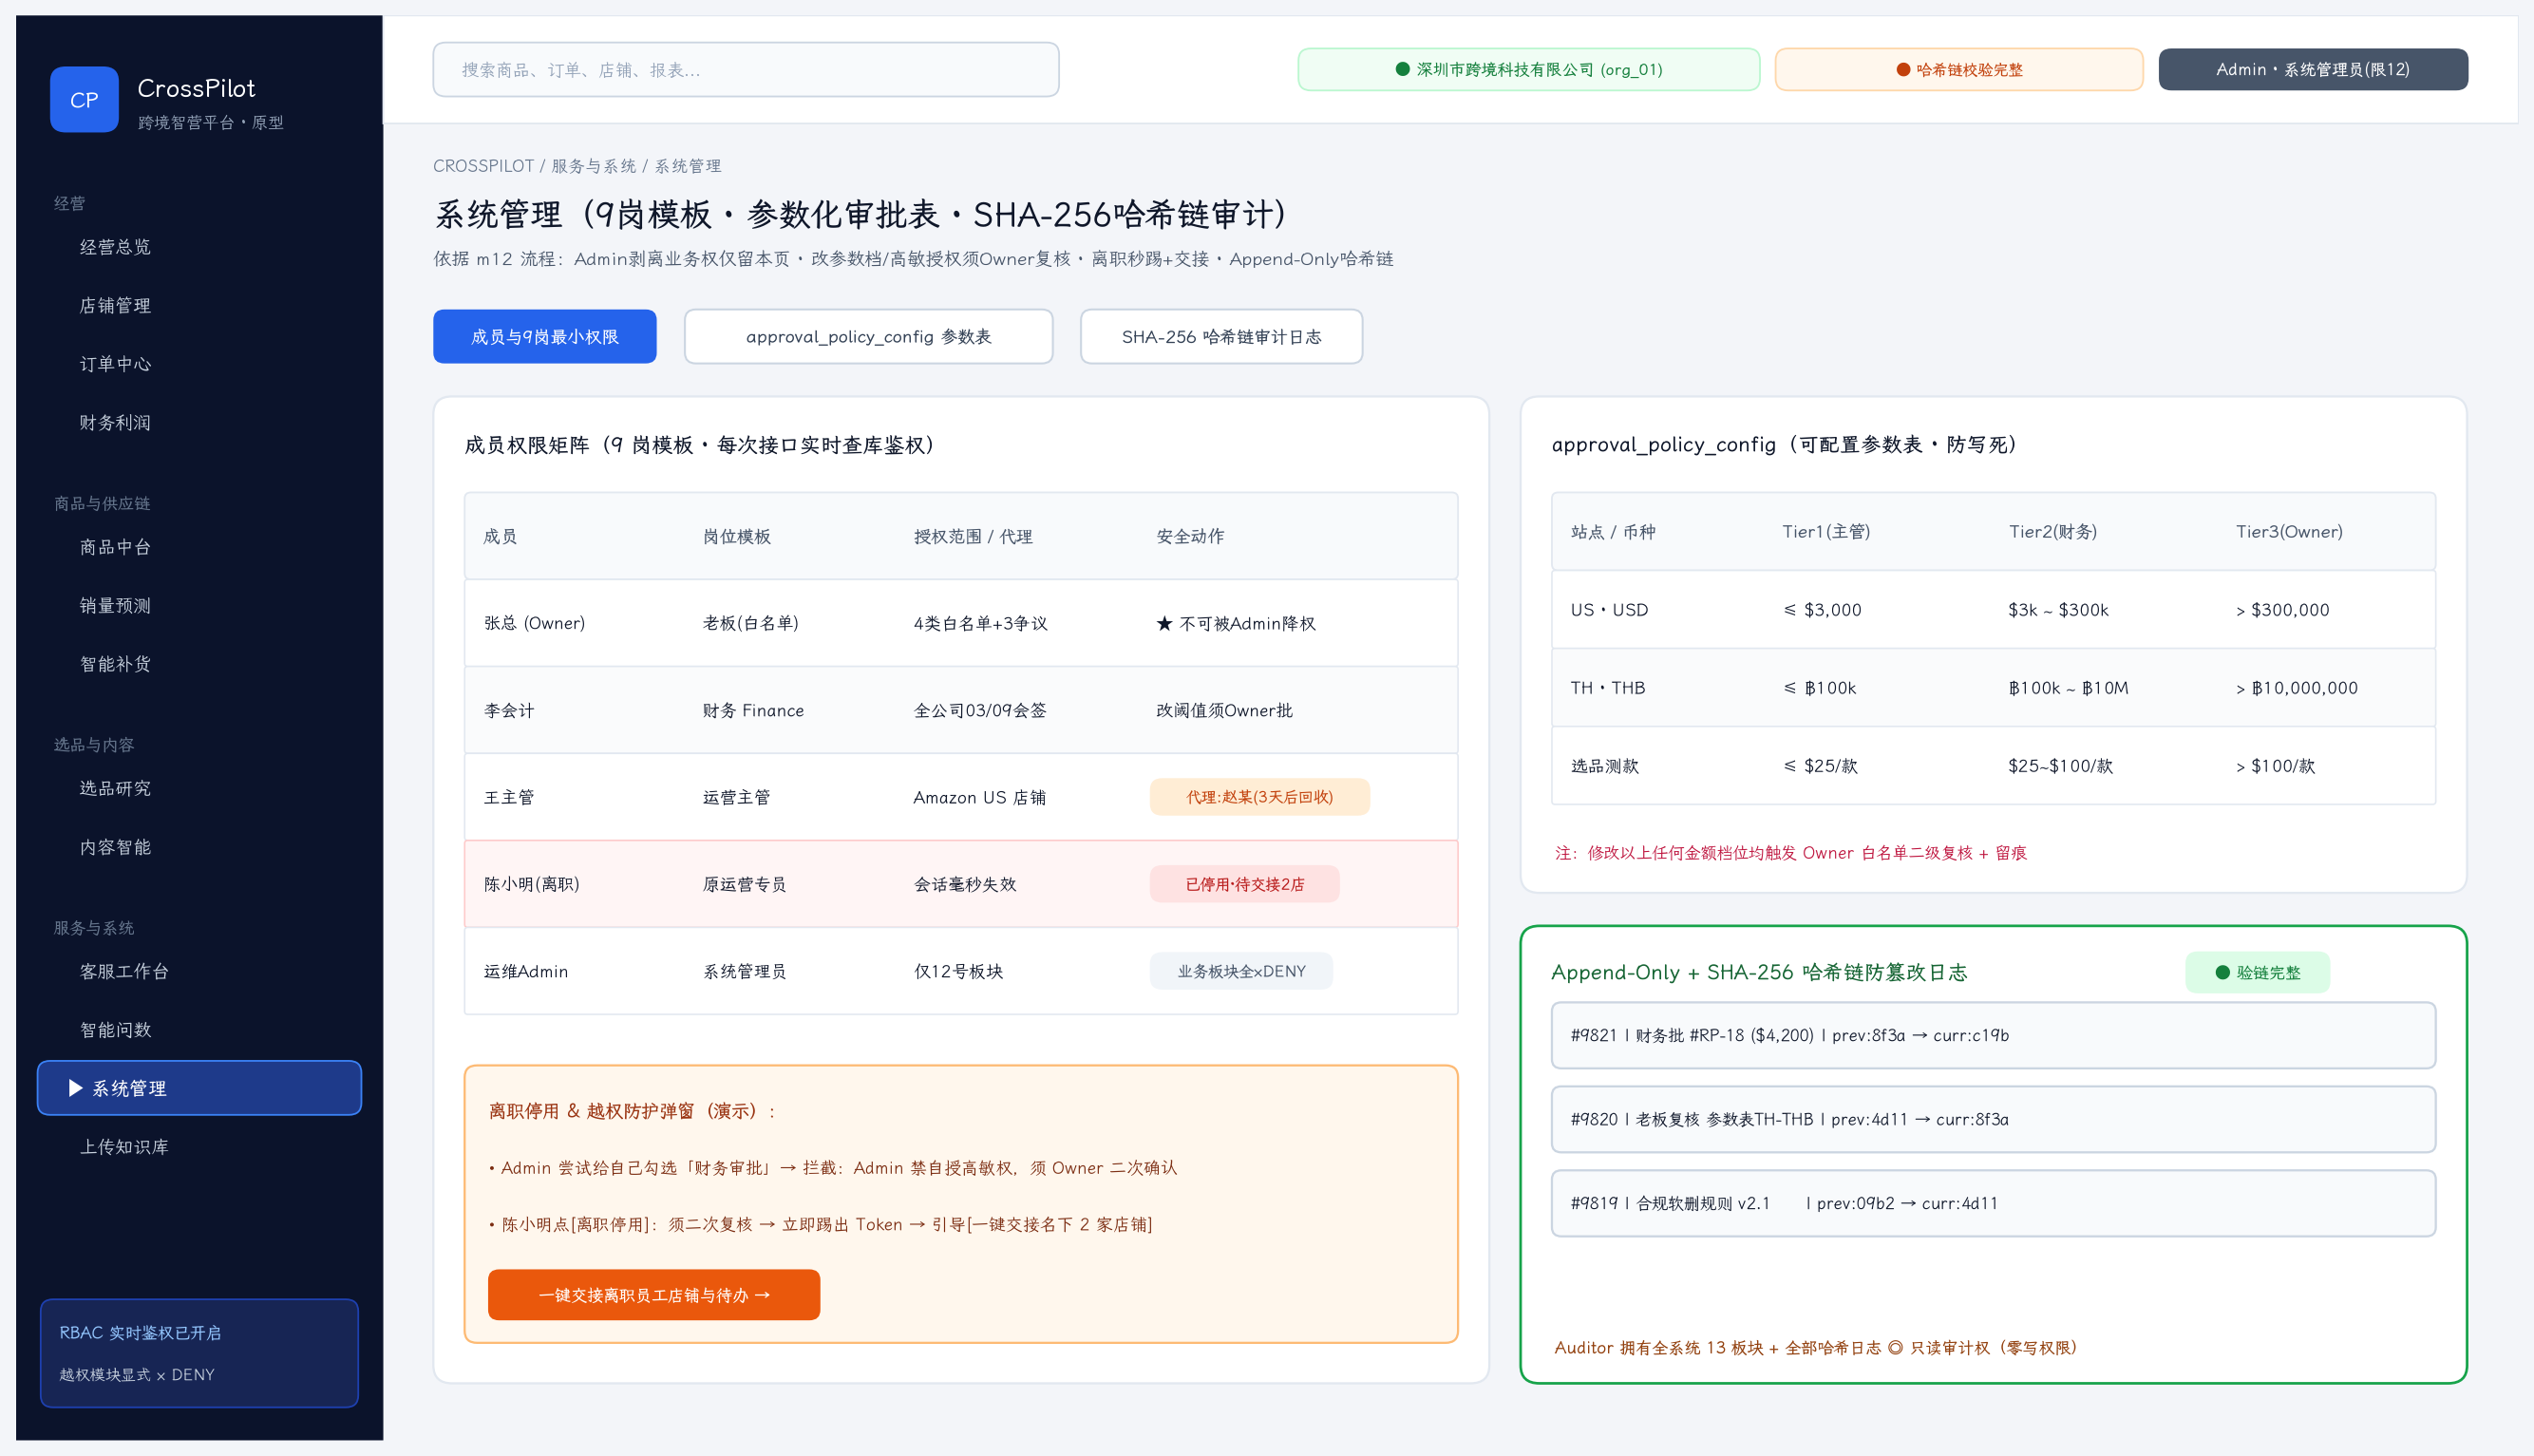 CP
CrossPilot
跨境智营平台・原型
经营
经营总览
店铺管理
订单中心
财务利润
商品与供应链
商品中台
销量预测
智能补货
选品与内容
选品研究
内容智能
服务与系统
客服工作台
智能问数
▶ 系统管理
上传知识库
RBAC 实时鉴权已开启
越权模块显式 × DENY
搜索商品、订单、店铺、报表...
● 深圳市跨境科技有限公司 (org_01)
● 哈希链校验完整
Admin・系统管理员(限12)
CROSSPILOT / 服务与系统 / 系统管理
系统管理（9岗模板・参数化审批表・SHA-256哈希链审计）
依据 m12 流程：Admin剥离业务权仅留本页・改参数档/高敏授权须Owner复核・离职秒踢+交接・Append-Only哈希链
成员与9岗最小权限
approval_policy_config 参数表
SHA-256 哈希链审计日志
成员权限矩阵（9 岗模板・每次接口实时查库鉴权）
成员 岗位模板 授权范围 / 代理 安全动作
张总 (Owner) 老板(白名单) 4类白名单+3争议 ★ 不可被Admin降权
李会计 财务 Finance 全公司03/09会签 改阈值须Owner批
王主管 运营主管 Amazon US 店铺 代理:赵某(3天后回收)
陈小明(离职) 原运营专员 会话毫秒失效 已停用·待交接2店
运维Admin 系统管理员 仅12号板块 业务板块全×DENY
离职停用 & 越权防护弹窗（演示）:
• Admin 尝试给自己勾选「财务审批」→ 拦截：Admin 禁自授高敏权，须 Owner 二次确认
• 陈小明点[离职停用]：须二次复核 → 立即踢出 Token → 引导[一键交接名下 2 家店铺]
一键交接离职员工店铺与待办 →
approval_policy_config（可配置参数表・防写死）
站点 / 币种 Tier1(主管) Tier2(财务) Tier3(Owner)
US・USD ≤ $3,000 $3k ~ $300k > $300,000
TH・THB ≤ ฿100k ฿100k ~ ฿10M > ฿10,000,000
选品测款 ≤ $25/款 $25~$100/款 > $100/款
注：修改以上任何金额档位均触发 Owner 白名单二级复核 + 留痕
Append-Only + SHA-256 哈希链防篡改日志
● 验链完整
#9821 | 财务批 #RP-18 ($4,200) | prev:8f3a → curr:c19b
#9820 | 老板复核 参数表TH-THB | prev:4d11 → curr:8f3a
#9819 | 合规软删规则 v2.1 | prev:09b2 → curr:4d11
Auditor 拥有全系统 13 板块 + 全部哈希日志 ◎ 只读审计权（零写权限）